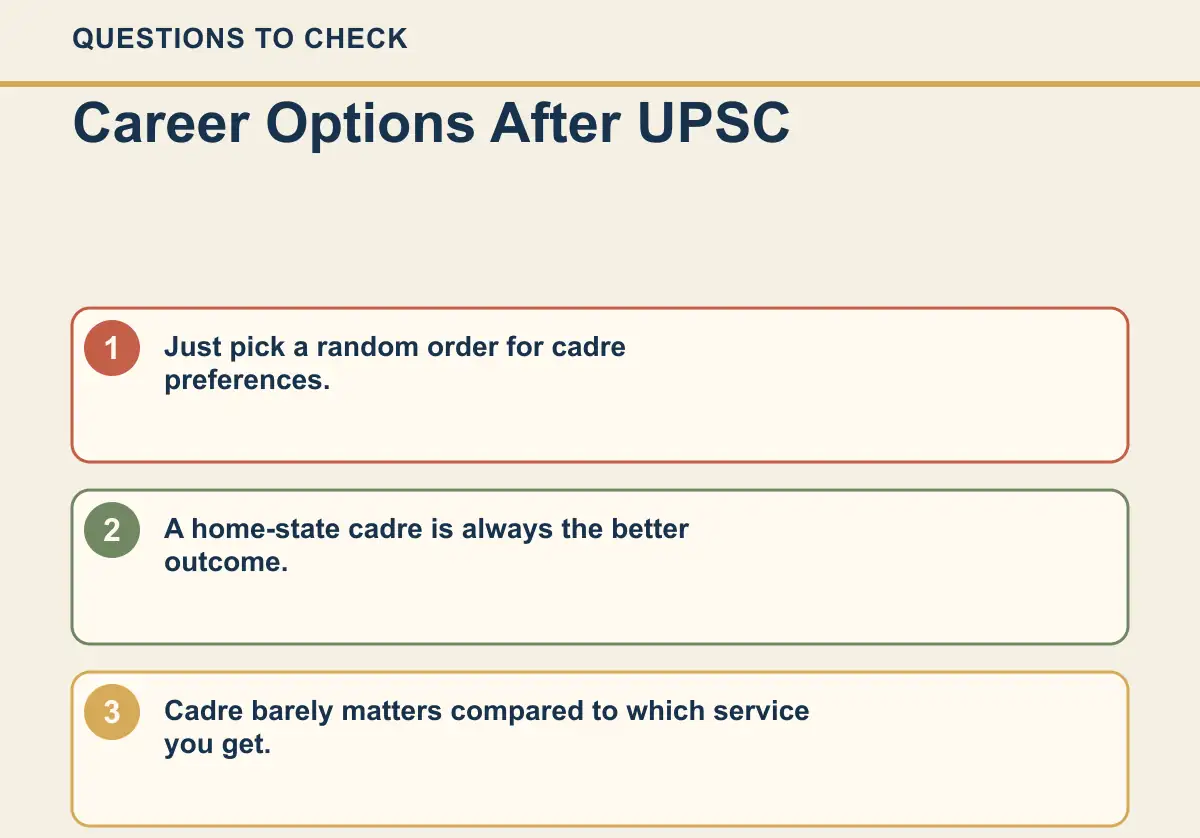 QUESTIONS TO CHECK
Career Options After UPSC
1
Just pick a random order for cadre
preferences.
2
A home-state cadre is always the better
outcome.
3
Cadre barely matters compared to which service
you get.